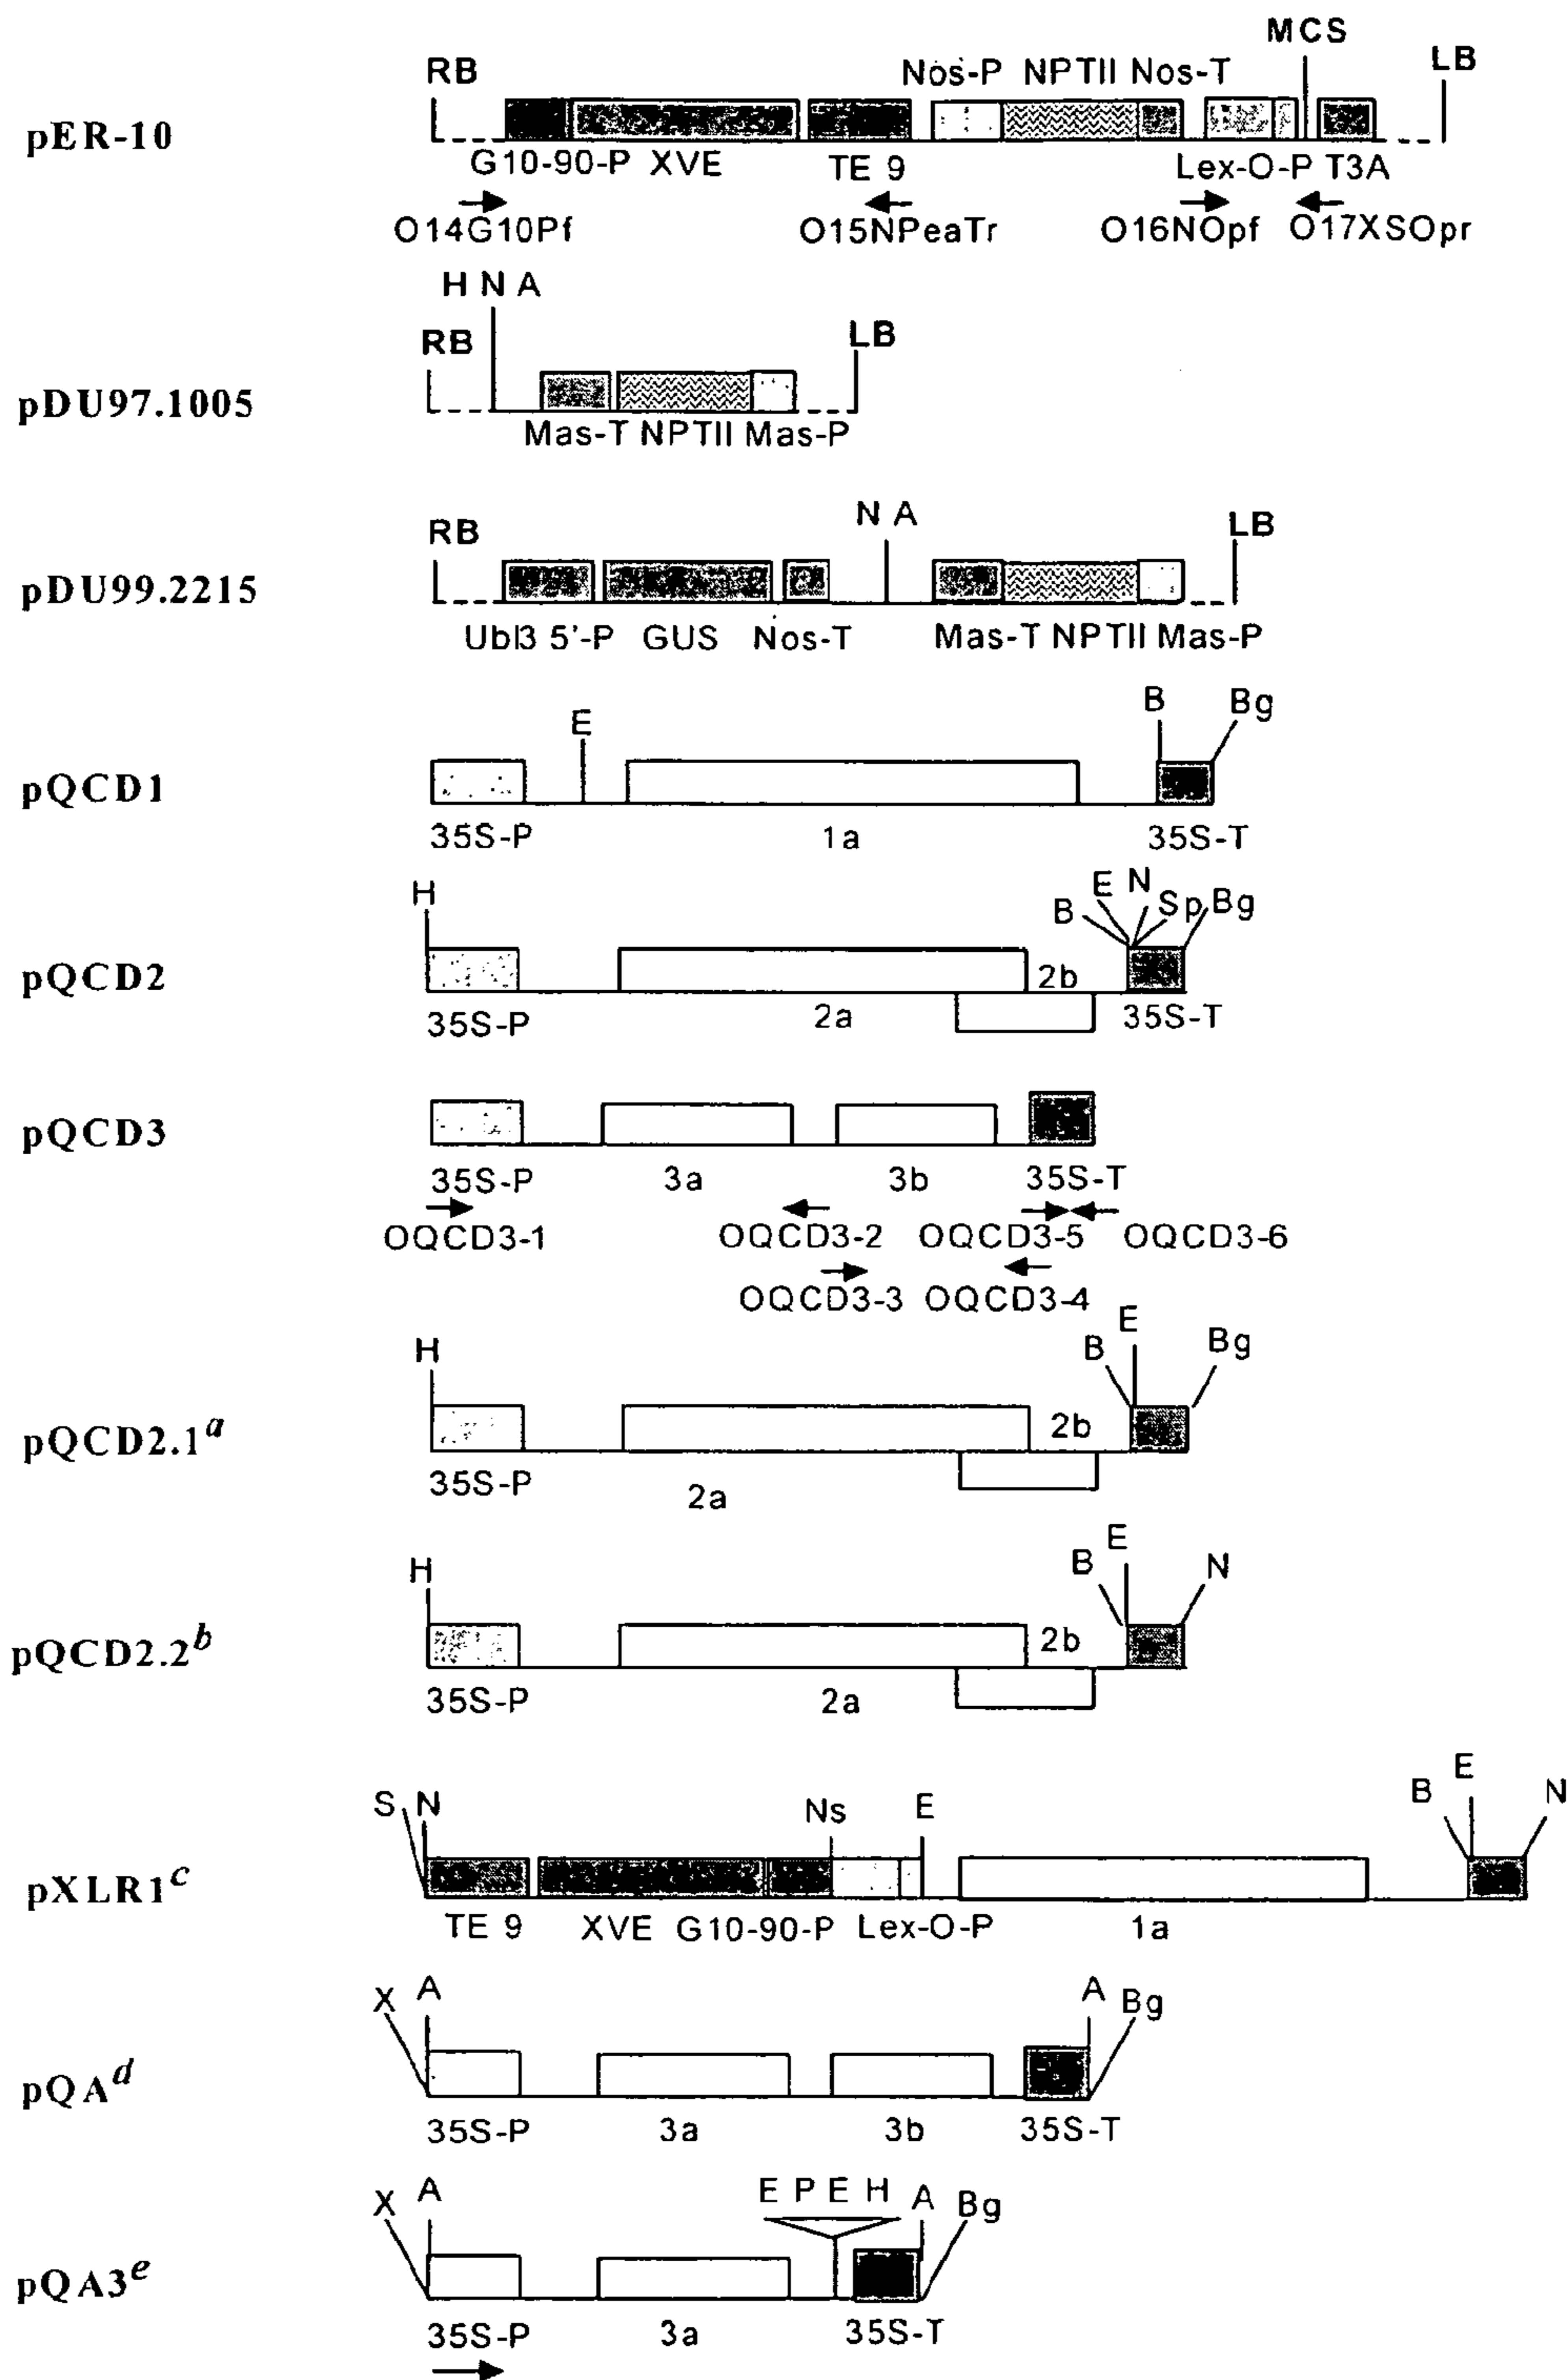 MCS
RB Nos-P NPTII Nos-T LB
pER-10
G10-90-P XVE TE 9 Lex-O-P T3A
O14G10Pf O15NPeaTr O16NOpf O17XSOpr
H N A
RB LB
pDU97.1005
Mas-T NPTII Mas-P
RB N A LB
pDU99.2215
UbI3 5'-P GUS Nos-T Mas-T NPTII Mas-P
E B Bg
pQCD1
35S-P 1a 35S-T
H B E N Sp Bg
pQCD2
2b
35S-P 2a 35S-T
pQCD3
35S-P 3a 3b 35S-T
OQCD3-1 OQCD3-2 OQCD3-5 OQCD3-6
OQCD3-3 OQCD3-4
H B E Bg
pQCD2.1a
2b
35S-P 2a
H B E N
pQCD2.2b
2b
35S-P 2a
S N Ns E B E N
pXLR1c
TE 9 XVE G10-90-P Lex-O-P 1a
X A A Bg
pQAd
35S-P 3a 3b 35S-T
X A E P E H A Bg
pQA3e
35S-P 3a 35S-T